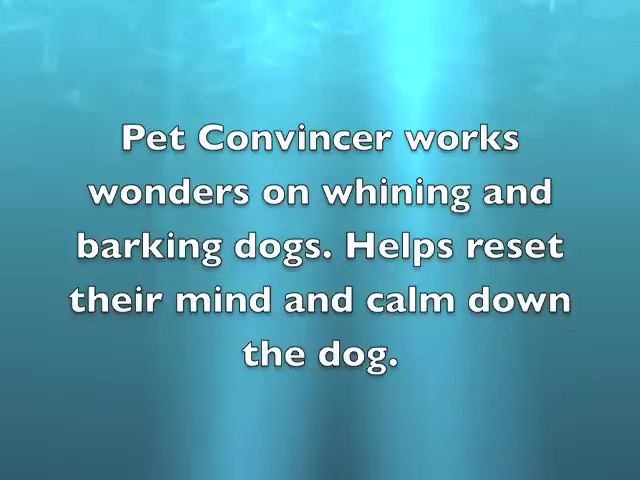 Pet Convincer works
wonders on whining and
barking dogs. Helps reset
their mind and calm down
the dog.